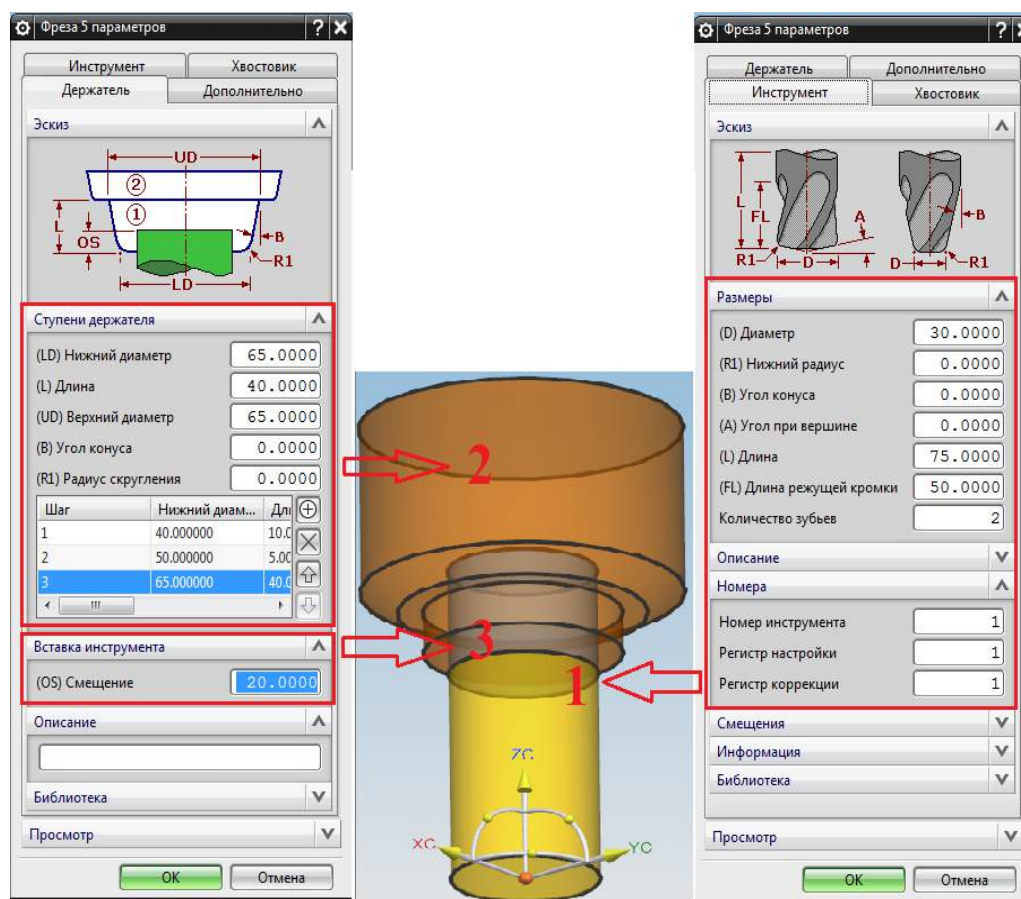 Фреза 5 параметров
Инструмент Хвостовик
Держатель Дополнительно
Эскиз
UD
2
1
L
OS
B
R1
LD
Ступени держателя
(LD) Нижний диаметр 65.0000
(L) Длина 40.0000
(UD) Верхний диаметр 65.0000
(B) Угол конуса 0.0000
(R1) Радиус скругления 0.0000
Шаг Нижний диам...
1 40.000000 10.0
2 50.000000 5.00
3 65.000000 40.0
Вставка инструмента
(OS) Смещение 20.0000
Описание
Библиотека
Просмотр
OK Отмена
2
3
1
ZC
XC YC
Фреза 5 параметров
Держатель Дополнительно
Инструмент Хвостовик
Эскиз
L
FL
A
B
R1 D
D R1
Размеры
(D) Диаметр 30.0000
(R1) Нижний радиус 0.0000
(B) Угол конуса 0.0000
(A) Угол при вершине 0.0000
(L) Длина 75.0000
(FL) Длина режущей кромки 50.0000
Количество зубьев 2
Описание
Номера
Номер инструмента 1
Регистр настройки 1
Регистр коррекции 1
Смещения
Информация
Библиотека
Просмотр
OK Отмена